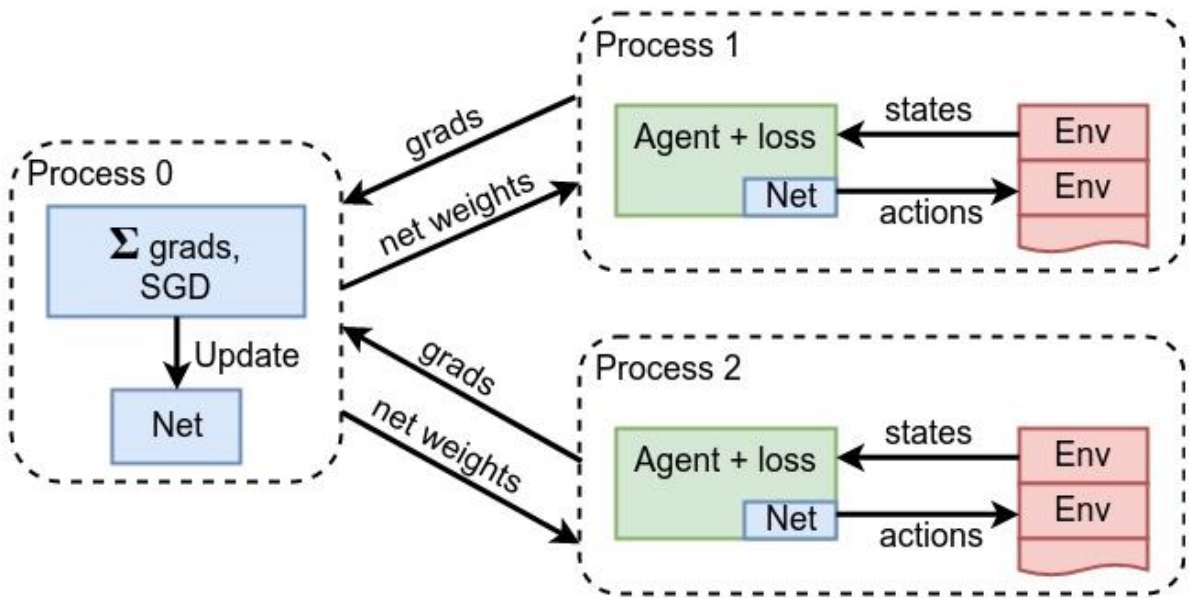 Process 0
Σ grads,
SGD
Update
Net
grads
net weights
grads
net weights
Process 1
Agent + loss
Net
states
actions
Env
Env
Process 2
Agent + loss
Net
states
actions
Env
Env